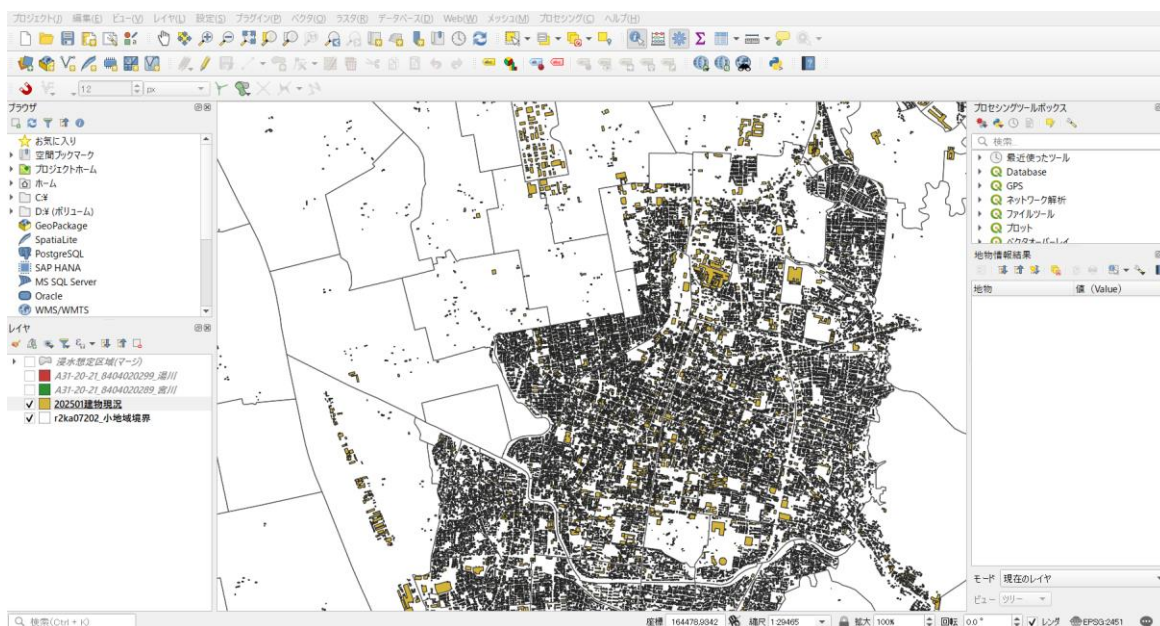 プロジェクト(J) 編集(E) ビュー(V) レイヤ(L) 設定(S) プラグイン(P) ベクタ(O) ラスタ(R) データベース(D) Web(W) メッシュ(M) プロセシング(C) ヘルプ(H)
12 px
ブラウザ
お気に入り
空間ブックマーク
プロジェクトホーム
ホーム
C:¥
D:¥ (ボリューム)
GeoPackage
SpatiaLite
PostgreSQL
SAP HANA
MS SQL Server
Oracle
WMS/WMTS
レイヤ
浸水想定区域(マージ)
A31-20-21_8404020299_湯川
A31-20-21_8404020289_宮川
202501建物現況
r2ka07202_小地域境界
プロセシングツールボックス
検索...
最近使ったツール
Database
GPS
ネットワーク解析
ファイルツール
プロット
ベクタオーバーレイ
地物情報結果
地物 値 (Value)
モード 現在のレイヤ
ビュー ツリー
検索(Ctrl + K) 座標 164478,9342 縮尺 1:29465 拡大 100% 回転 0.0 ° レンダ EPSG:2451